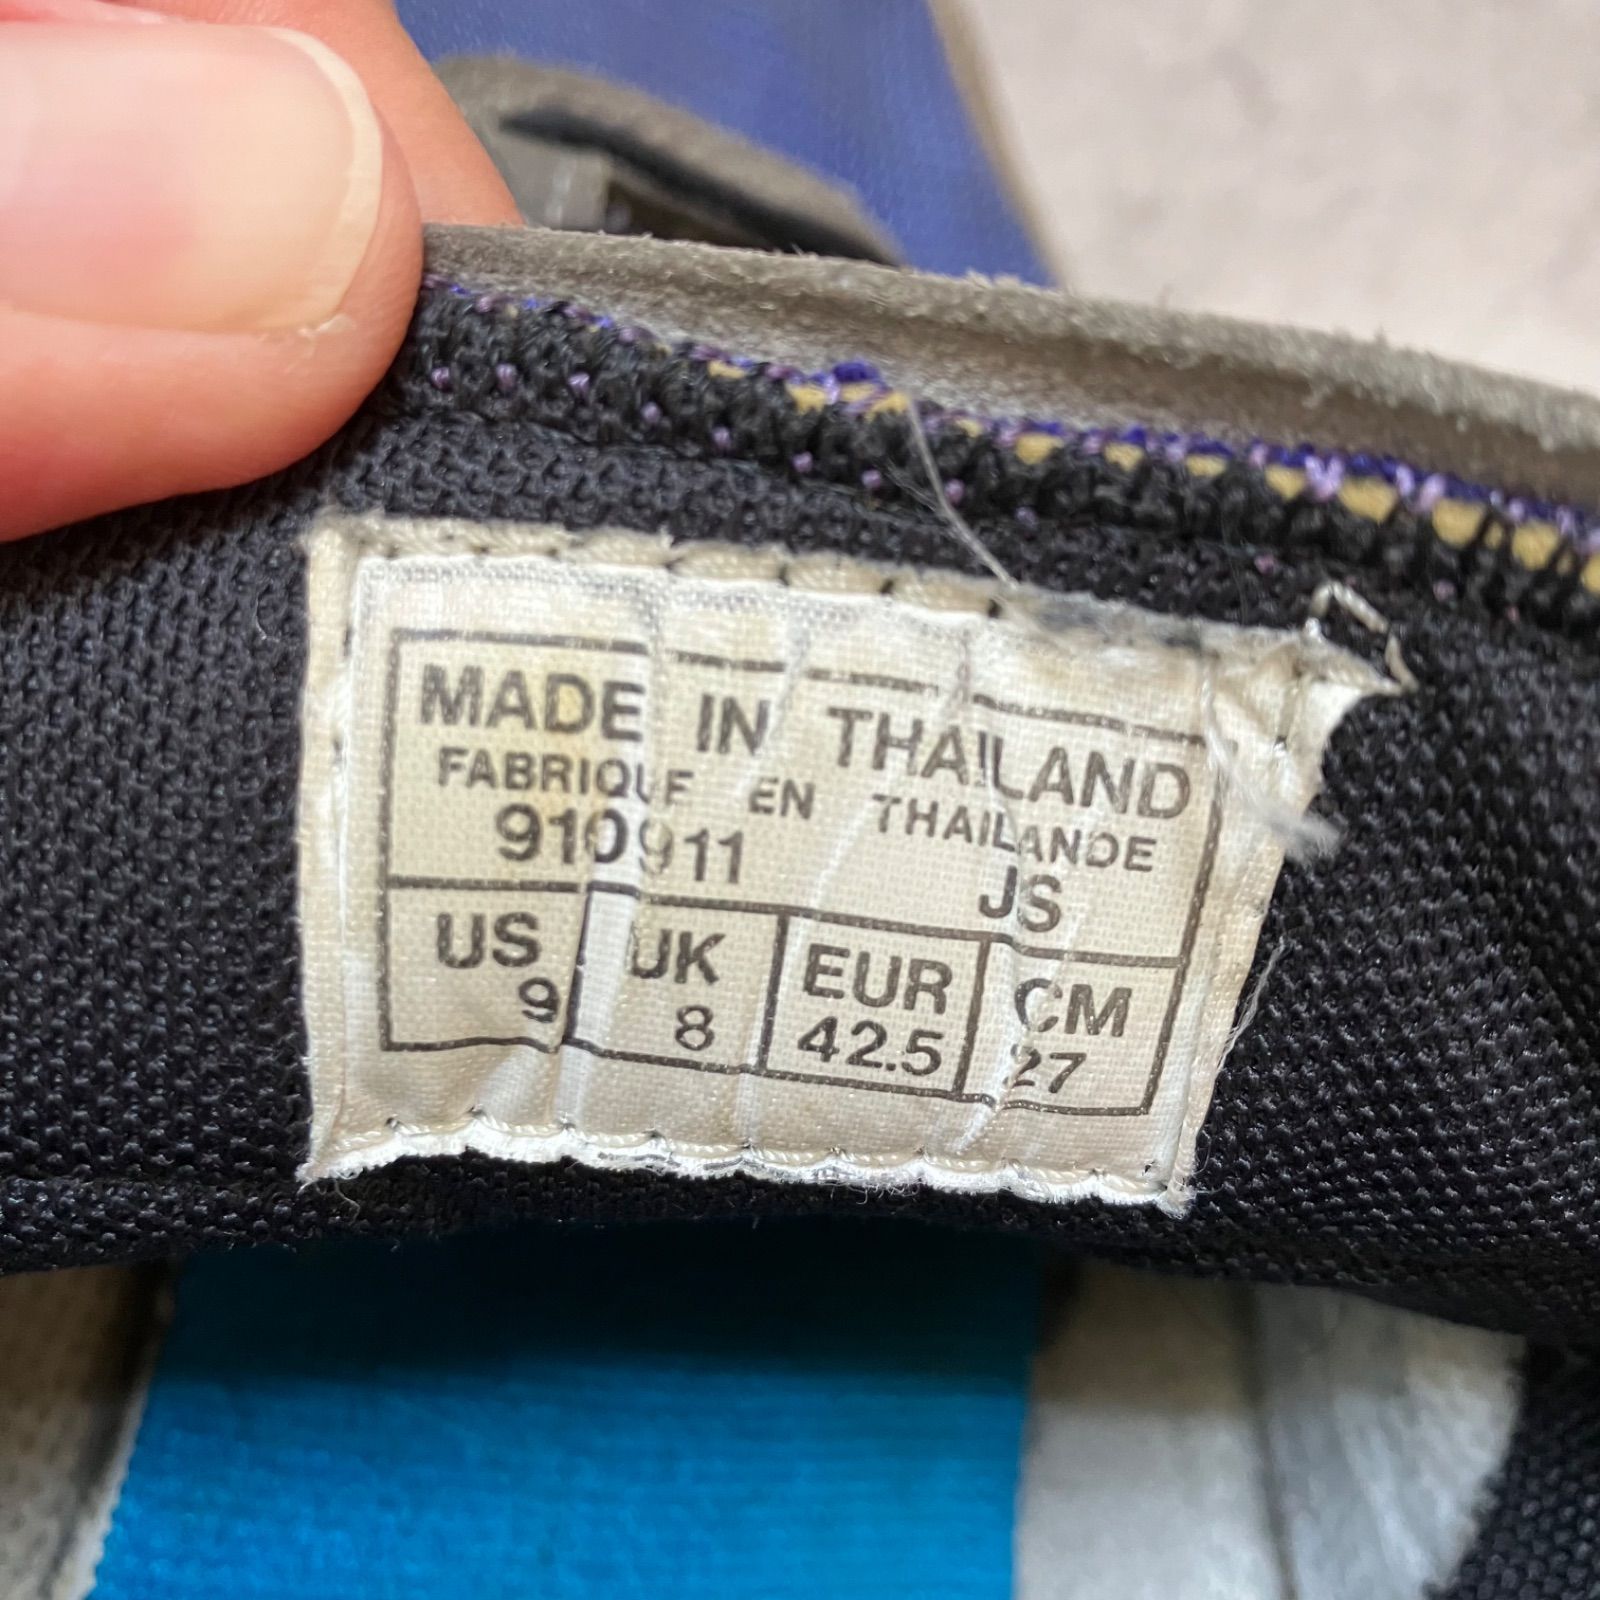 MADE IN THAILAND
FABRIQUE EN THAILANDE
910911 JS
US UK EUR CM
9 8 42.5 27